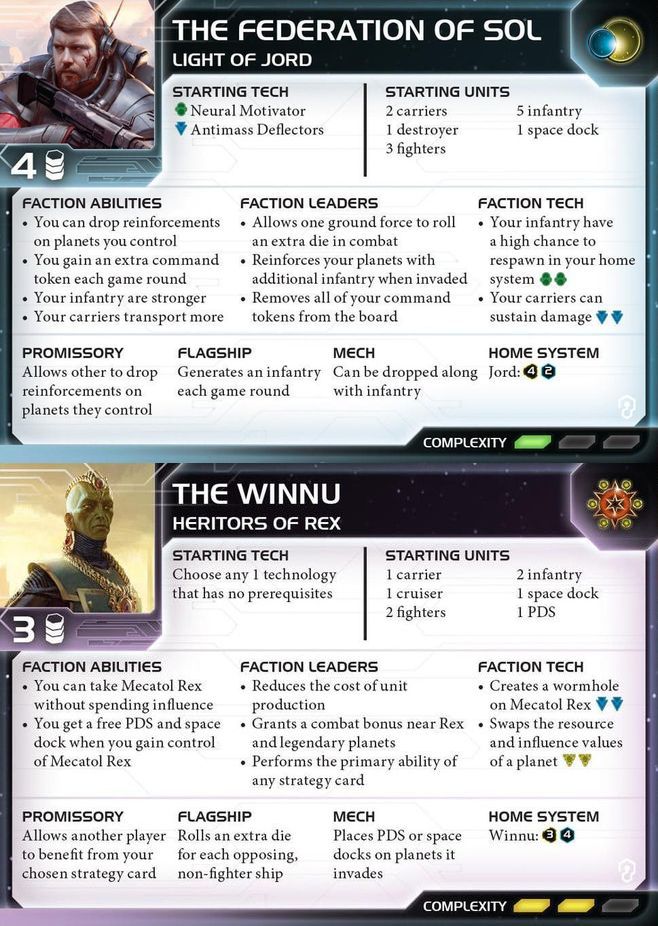 THE FEDERATION OF SOL
LIGHT OF JORD
4
STARTING TECH
Neural Motivator
Antimass Deflectors
STARTING UNITS
2 carriers
1 destroyer
3 fighters
5 infantry
1 space dock
FACTION ABILITIES
• You can drop reinforcements
on planets you control
• You gain an extra command
token each game round
• Your infantry are stronger
• Your carriers transport more
FACTION LEADERS
• Allows one ground force to roll
an extra die in combat
• Reinforces your planets with
additional infantry when invaded
• Removes all of your command
tokens from the board
FACTION TECH
• Your infantry have
a high chance to
respawn in your home
system
• Your carriers can
sustain damage
PROMISSORY
Allows other to drop
reinforcements on
planets they control
FLAGSHIP
Generates an infantry
each game round
MECH
Can be dropped along
with infantry
HOME SYSTEM
Jord: 4 2
COMPLEXITY
THE WINNU
HERITORS OF REX
3
STARTING TECH
Choose any 1 technology
that has no prerequisites
STARTING UNITS
1 carrier
1 cruiser
2 fighters
2 infantry
1 space dock
1 PDS
FACTION ABILITIES
• You can take Mecatol Rex
without spending influence
• You get a free PDS and space
dock when you gain control
of Mecatol Rex
FACTION LEADERS
• Reduces the cost of unit
production
• Grants a combat bonus near Rex
and legendary planets
• Performs the primary ability of
any strategy card
FACTION TECH
• Creates a wormhole
on Mecatol Rex
• Swaps the resource
and influence values
of a planet
PROMISSORY
Allows another player
to benefit from your
chosen strategy card
FLAGSHIP
Rolls an extra die
for each opposing,
non-fighter ship
MECH
Places PDS or space
docks on planets it
invades
HOME SYSTEM
Winnu: 3 4
COMPLEXITY